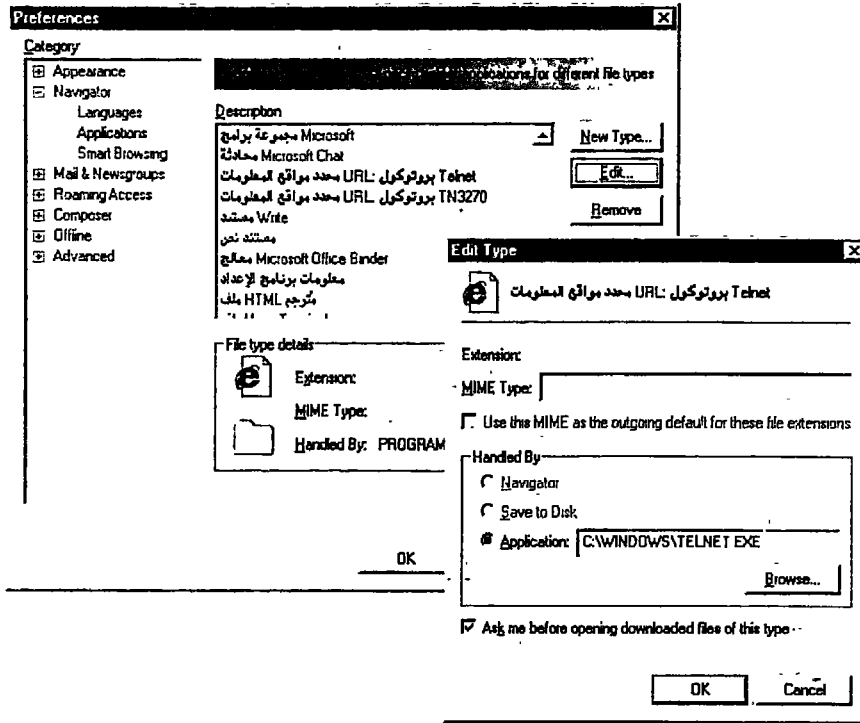 Preferences
Category
Appearance
Navigator
Languages
Applications
Smart Browsing
Mail & Newsgroups
Roaming Access
Composer
Offline
Advanced
applications for different file types
Description
مجموعة برامج Microsoft
محادثة Microsoft Chat
محدد مواقع المعلومات URL: بروتوكول Telnet
محدد مواقع المعلومات URL: بروتوكول TN3270
مستند Write
مستند نص
معالج Microsoft Office Binder
معلومات برنامج الإعداد
ملف HTML مترجم
New Type...
Edit...
Remove
File type details
Extension:
MIME Type:
Handled By: PROGRAM
OK
Edit Type
محدد مواقع المعلومات URL: بروتوكول Telnet
Extension:
MIME Type:
Use this MIME as the outgoing default for these file extensions
Handled By
Navigator
Save to Disk
Application: C:\WINDOWS\TELNET EXE
Browse...
Ask me before opening downloaded files of this type
OK Cancel